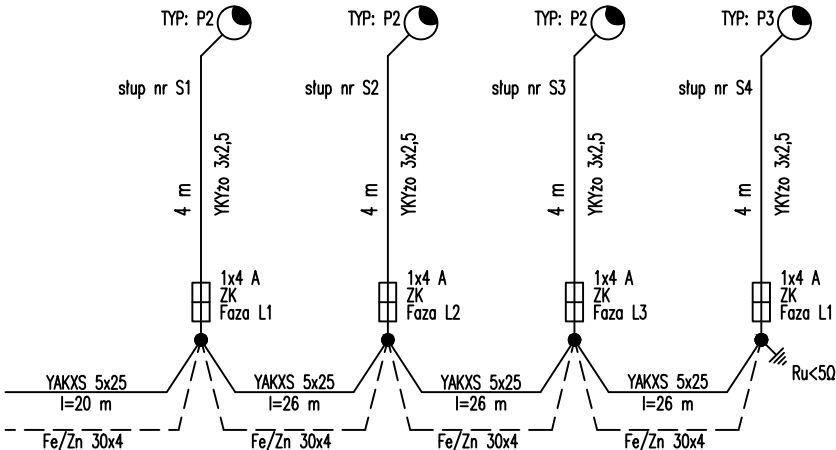 TYP: P2
TYP: P2
TYP: P2
TYP: P3
słup nr S1
słup nr S2
słup nr S3
słup nr S4
4 m
YKYżo 3x2,5
4 m
YKYżo 3x2,5
4 m
YKYżo 3x2,5
4 m
YKYżo 3x2,5
1x4 A
ZK
Faza L1
1x4 A
ZK
Faza L2
1x4 A
ZK
Faza L3
1x4 A
ZK
Faza L1
Ru<5Ω
YAKXS 5x25
l=20 m
YAKXS 5x25
l=26 m
YAKXS 5x25
l=26 m
YAKXS 5x25
l=26 m
Fe/Zn 30x4
Fe/Zn 30x4
Fe/Zn 30x4
Fe/Zn 30x4